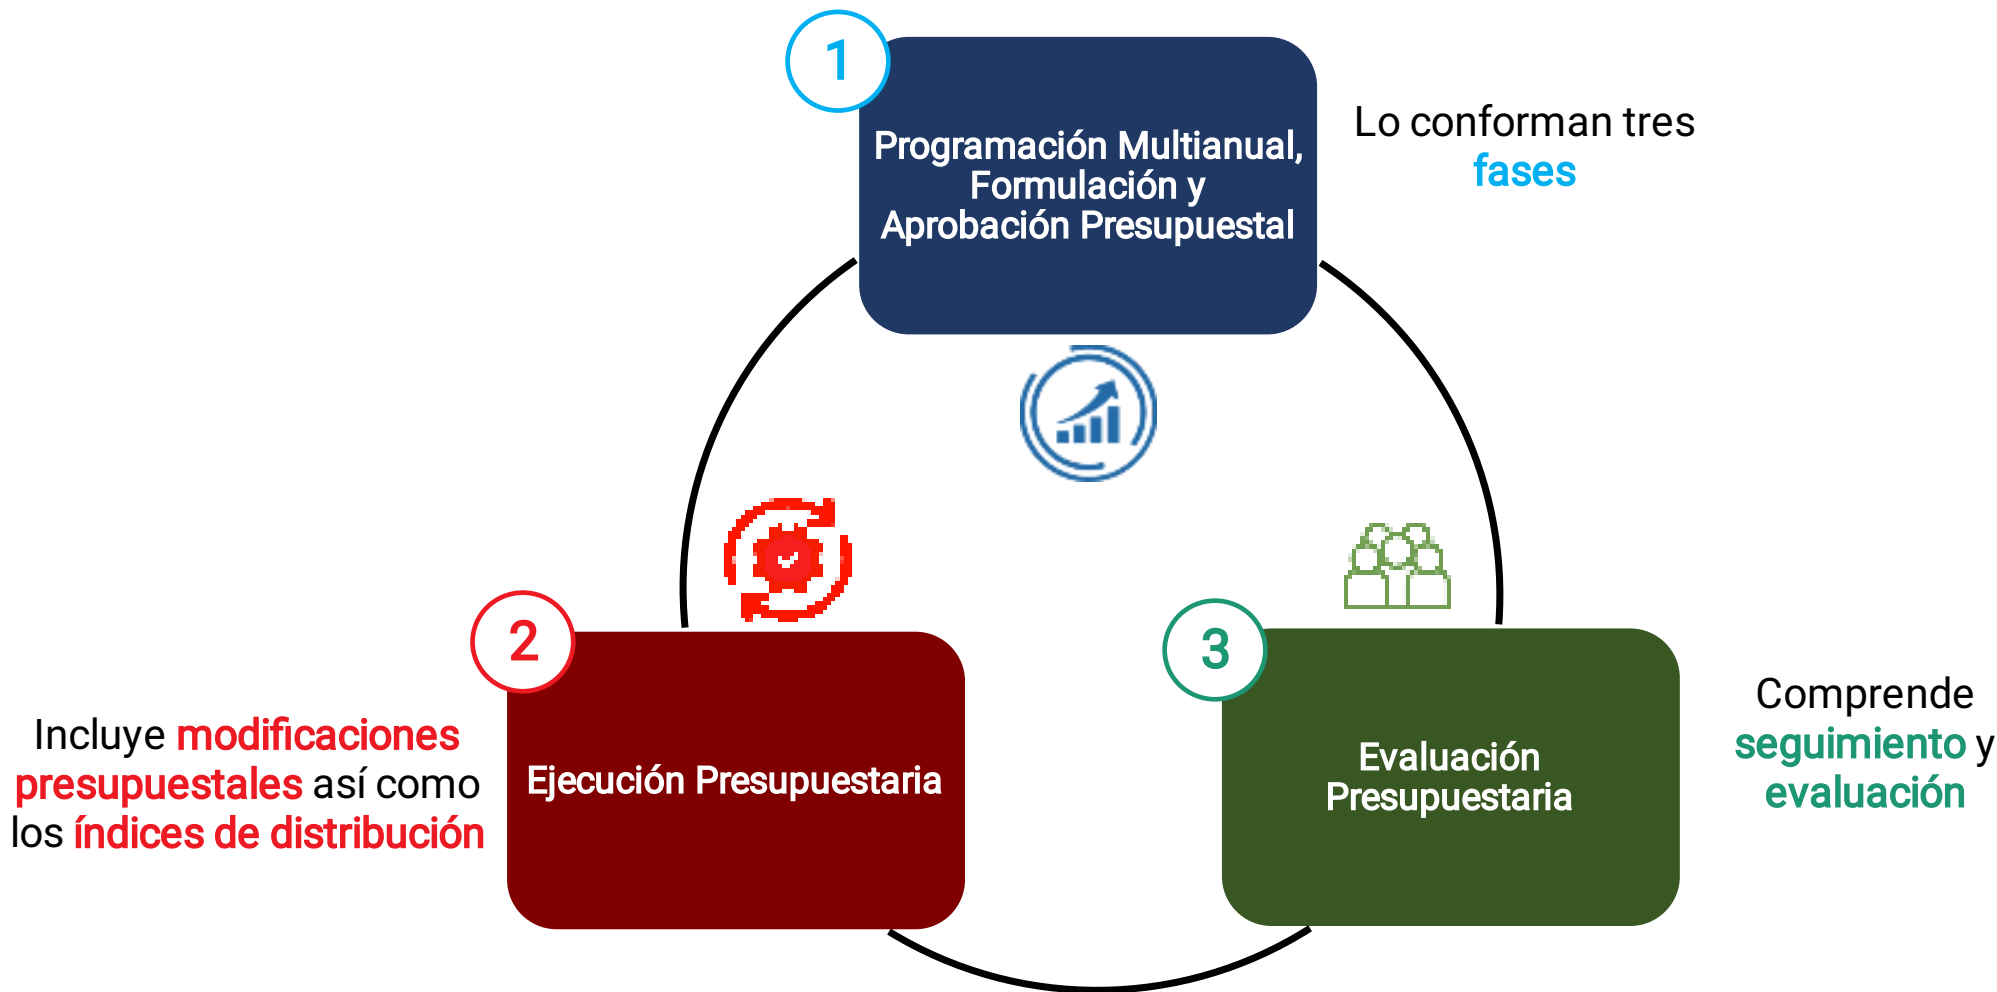 1
Programación Multianual,
Formulación y
Aprobación Presupuestal
Lo conforman tres
fases
2
Ejecución Presupuestaria
Incluye modificaciones
presupuestales así como
los índices de distribución
3
Evaluación
Presupuestaria
Comprende
seguimiento y
evaluación